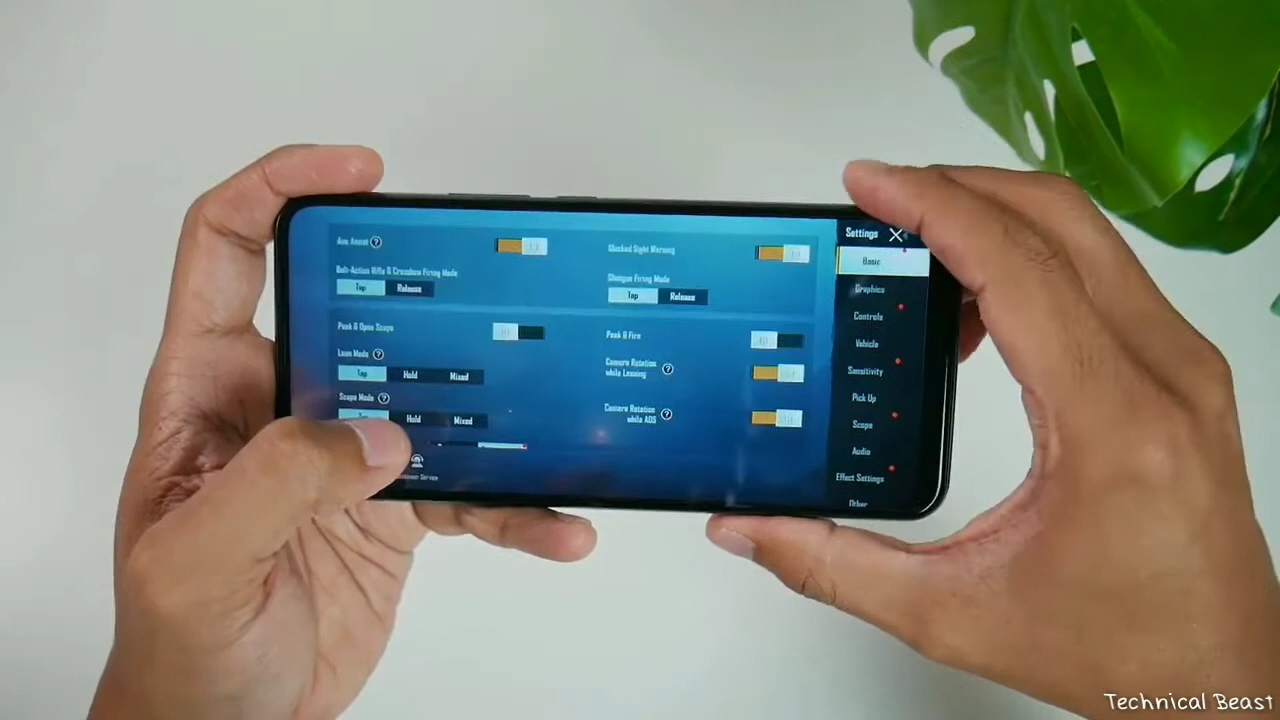 Aim Assist ?
Blocked Sight Warning
Settings X
Basic
Bolt-Action Rifle & Crossbow Firing Mode
Tap Release
Shotgun Firing Mode
Tap Release
Graphics
Controls
Peek & Open Scope
Peek & Fire
Vehicle
Lean Mode ?
Tap Hold Mixed
Camera Rotation
while Leaning ?
Sensitivity
Scope Mode ?
Hold Mixed
Camera Rotation
while ADS ?
Pick Up
Scope
Audio
Effect Settings
Other
Service
Technical Beast